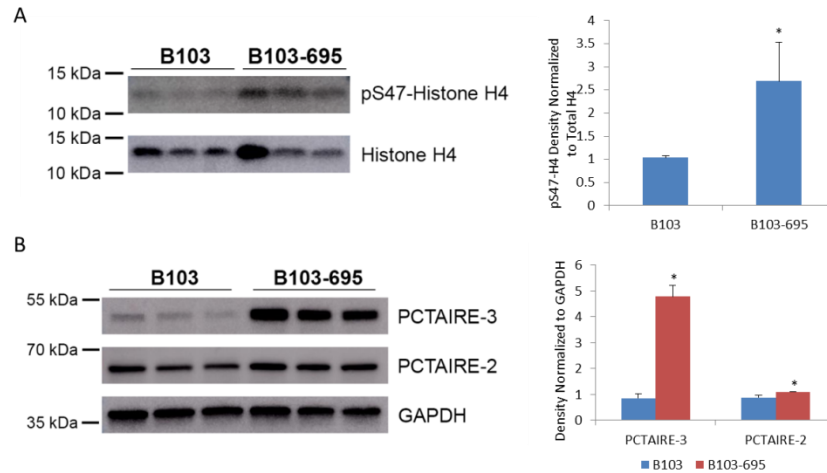 A
B103
B103-695
15 kDa
10 kDa
pS47-Histone H4
15 kDa
10 kDa
Histone H4
pS47-H4 Density Normalized
to Total H4
4
3.5
3
2.5
2
1.5
1
0.5
0
*
B103
B103-695
B
B103
B103-695
55 kDa
PCTAIRE-3
70 kDa
PCTAIRE-2
35 kDa
GAPDH
Density Normalized to GAPDH
6
5
4
3
2
1
0
*
*
PCTAIRE-3
PCTAIRE-2
B103
B103-695